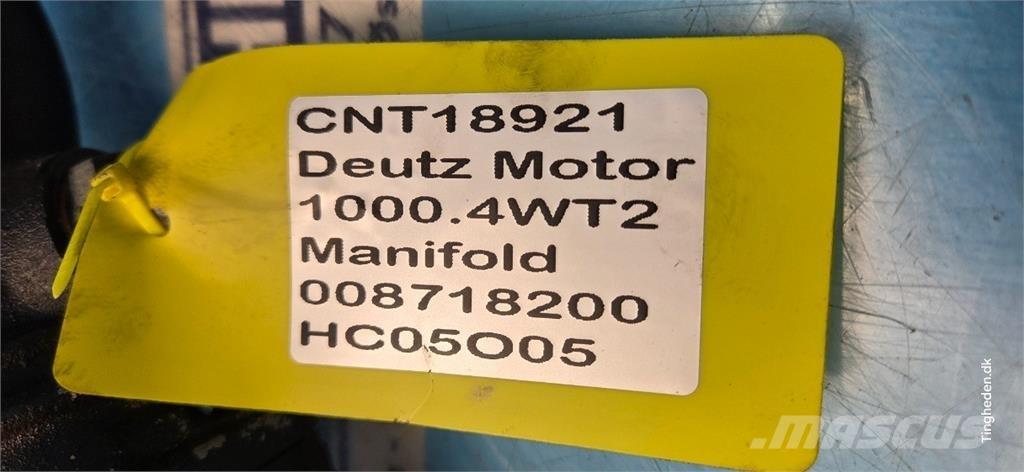 CNT18921
Deutz Motor
1000.4WT2
Manifold
008718200
HC05O05
MASCUS
Tingheden.dk